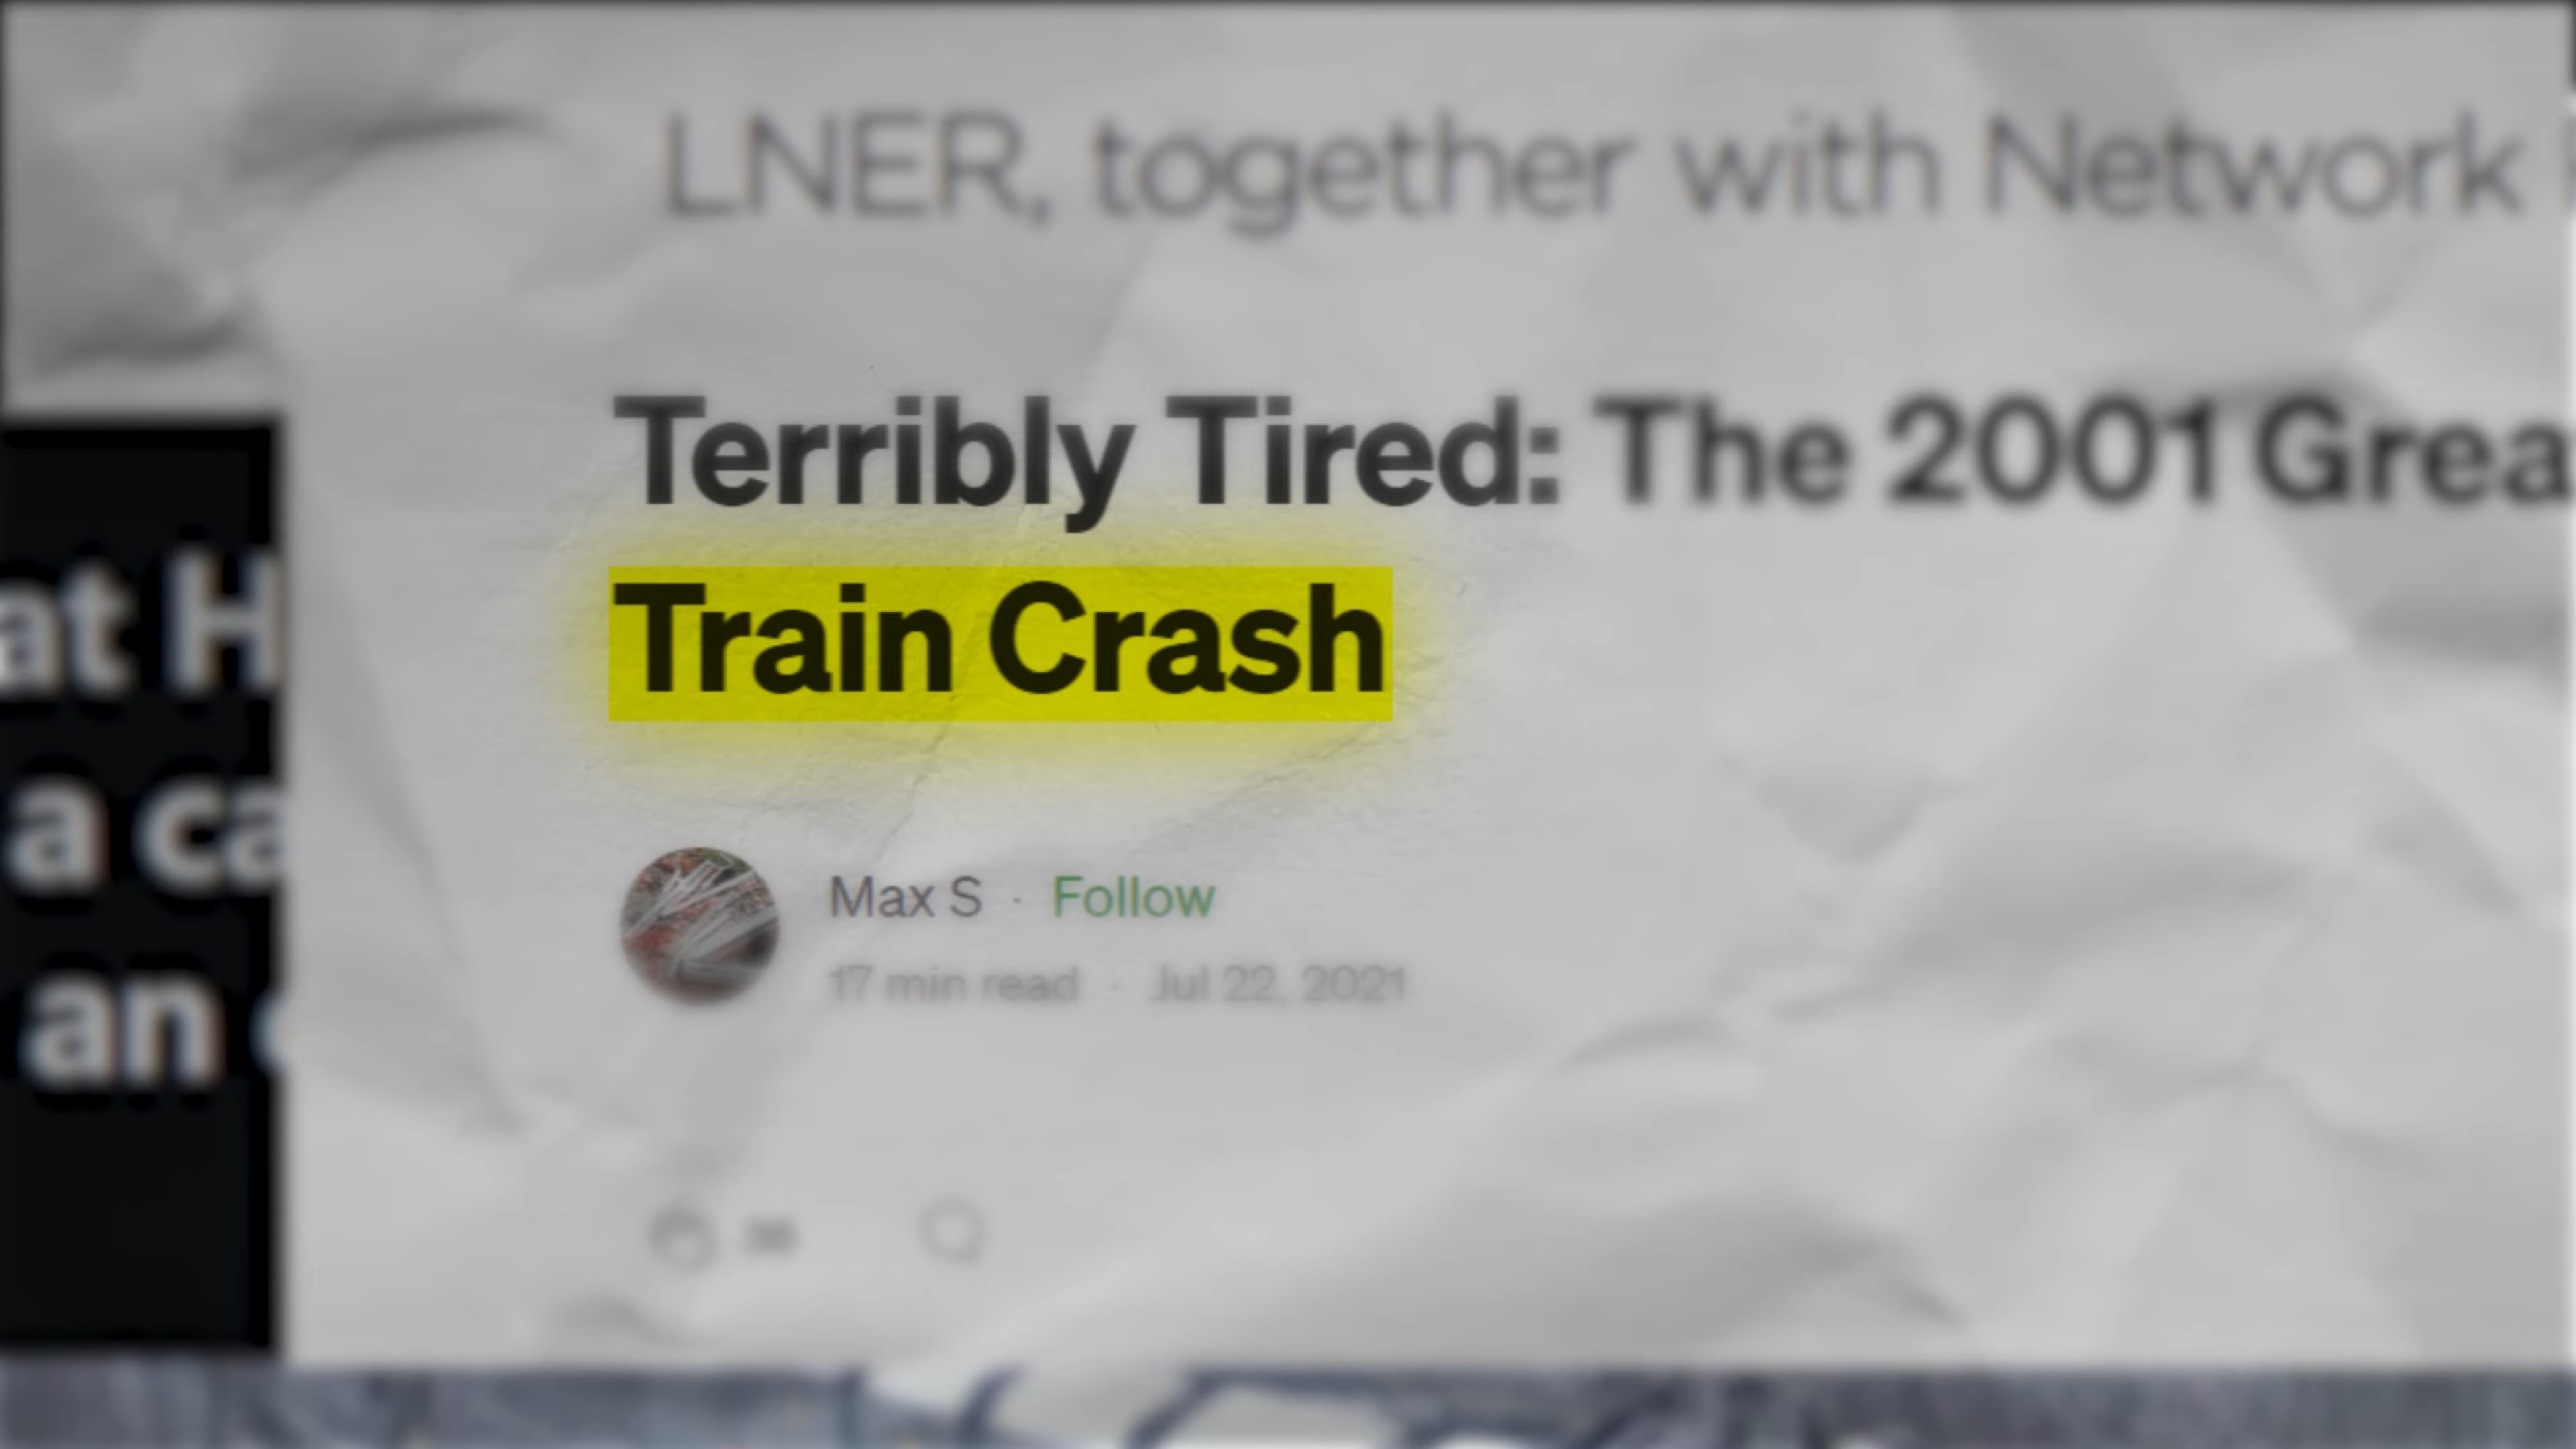 LNER, together with Network
Terribly Tired: The 2001 Grea
Train Crash
at H
a ca
an
Max S · Follow
17 min read · Jul 22, 2021